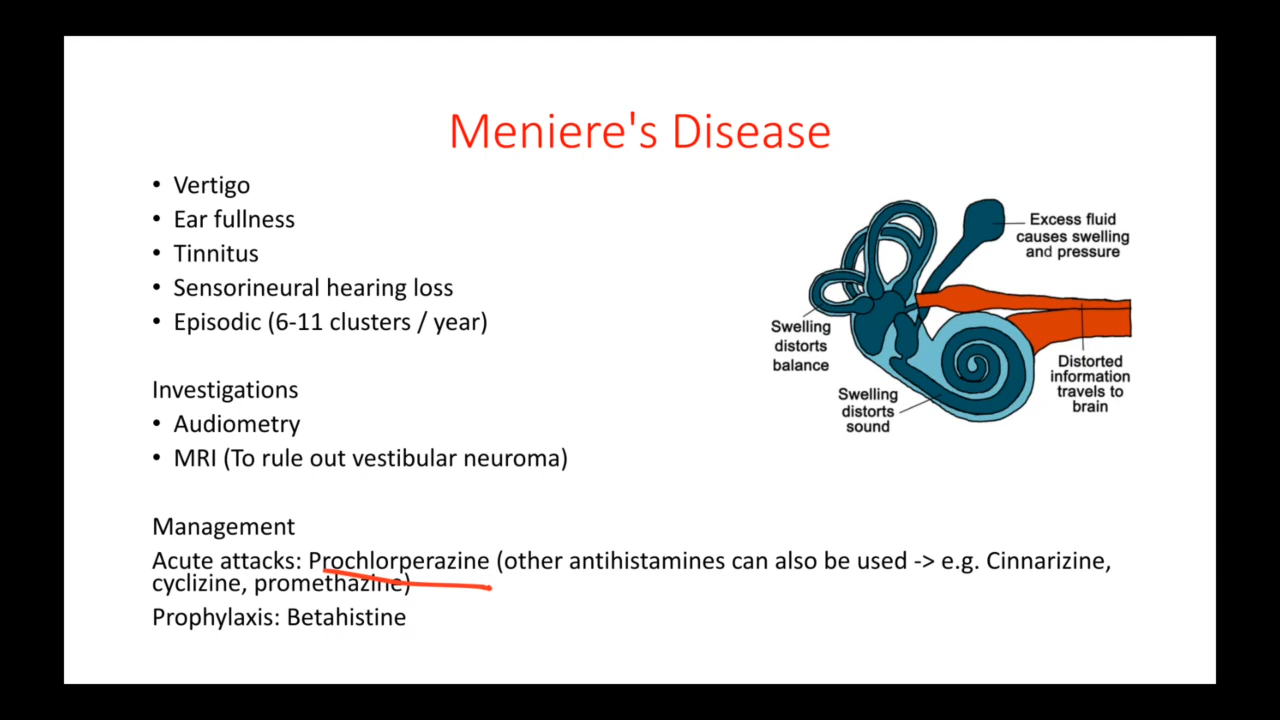 Meniere's Disease
• Vertigo
• Ear fullness
• Tinnitus
• Sensorineural hearing loss
• Episodic (6-11 clusters / year)
Investigations
• Audiometry
• MRI (To rule out vestibular neuroma)
Management
Acute attacks: Prochlorperazine (other antihistamines can also be used -> e.g. Cinnarizine,
cyclizine, promethazine)
Prophylaxis: Betahistine
Excess fluid
causes swelling
and pressure
Swelling
distorts
balance
Swelling
distorts
sound
Distorted
information
travels to
brain